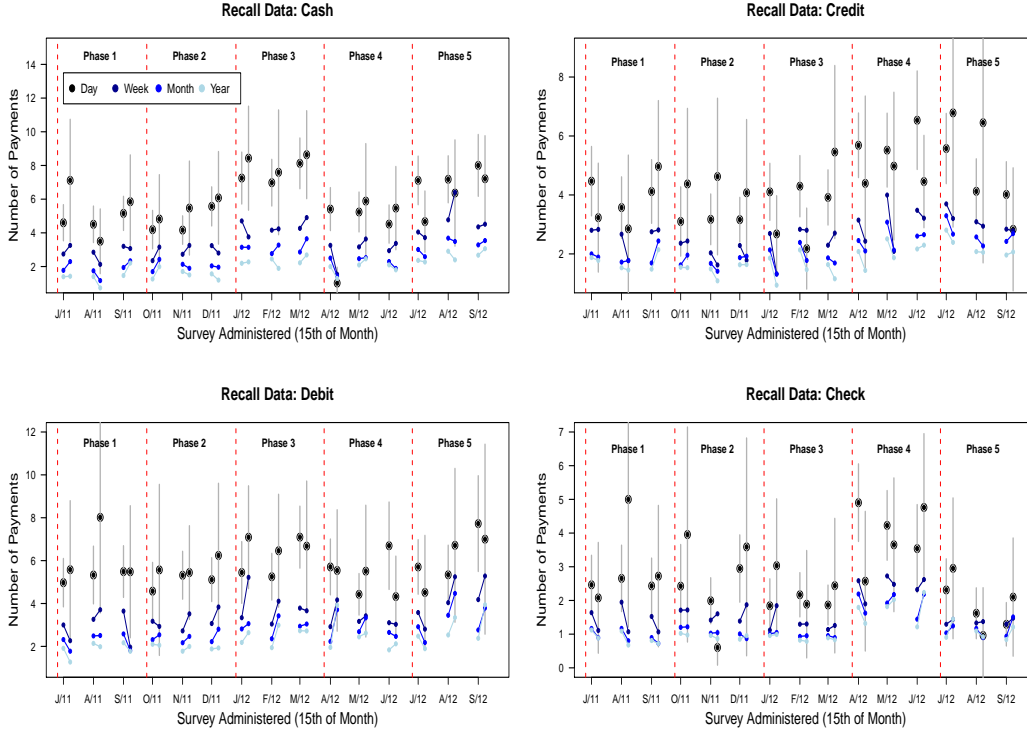 Recall Data: Cash
Number of Payments
14
12
10
8
6
4
2
Phase 1 Phase 2 Phase 3 Phase 4 Phase 5
Day Week Month Year
J/11 A/11 S/11 O/11 N/11 D/11 J/12 F/12 M/12 A/12 M/12 J/12 J/12 A/12 S/12
Survey Administered (15th of Month)
Recall Data: Credit
Number of Payments
8
6
4
2
Phase 1 Phase 2 Phase 3 Phase 4 Phase 5
J/11 A/11 S/11 O/11 N/11 D/11 J/12 F/12 M/12 A/12 M/12 J/12 J/12 A/12 S/12
Survey Administered (15th of Month)
Recall Data: Debit
Number of Payments
12
10
8
6
4
2
Phase 1 Phase 2 Phase 3 Phase 4 Phase 5
J/11 A/11 S/11 O/11 N/11 D/11 J/12 F/12 M/12 A/12 M/12 J/12 J/12 A/12 S/12
Survey Administered (15th of Month)
Recall Data: Check
Number of Payments
7
6
5
4
3
2
1
0
Phase 1 Phase 2 Phase 3 Phase 4 Phase 5
J/11 A/11 S/11 O/11 N/11 D/11 J/12 F/12 M/12 A/12 M/12 J/12 J/12 A/12 S/12
Survey Administered (15th of Month)